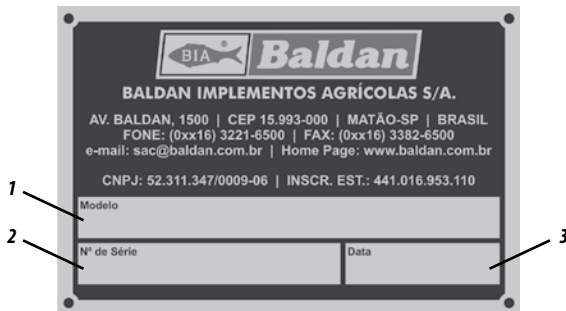 BIA Baldan
BALDAN IMPLEMENTOS AGRÍCOLAS S/A.
AV. BALDAN, 1500 | CEP 15.993-000 | MATÃO-SP | BRASIL
FONE: (0xx16) 3221-6500 | FAX: (0xx16) 3382-6500
e-mail: sac@baldan.com.br | Home Page: www.baldan.com.br
CNPJ: 52.311.347/0009-06 | INSCR. EST.: 441.016.953.110
1
Modelo
2
Nº de Série
Data
3